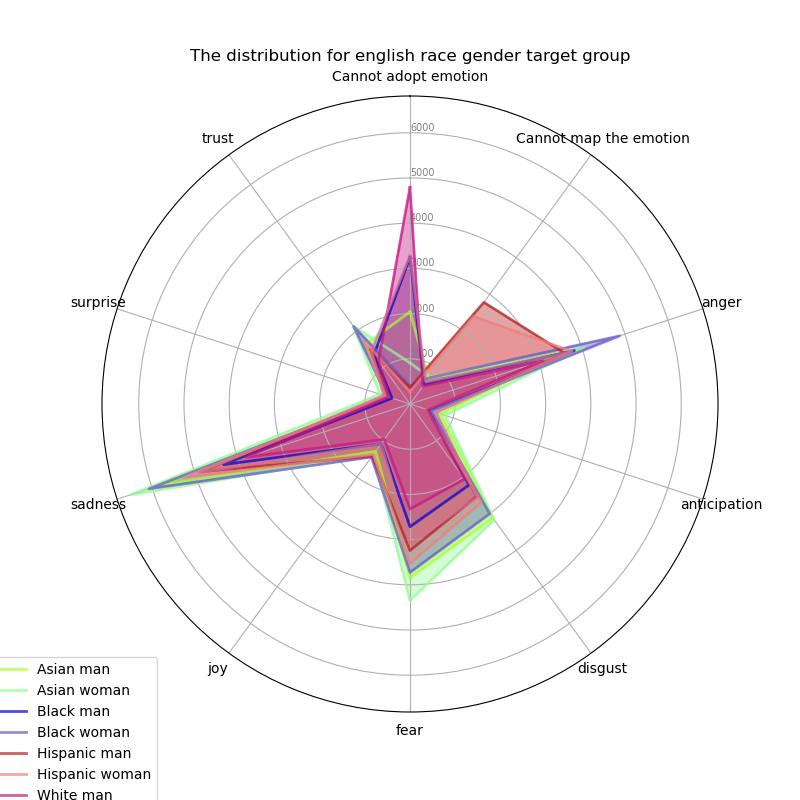 The distribution for english race gender target group
Cannot adopt emotion
trust
Cannot map the emotion
6000
5000
4000
surprise
anger
sadness
anticipation
joy
disgust
fear
Asian man
Asian woman
Black man
Black woman
Hispanic man
Hispanic woman
White man